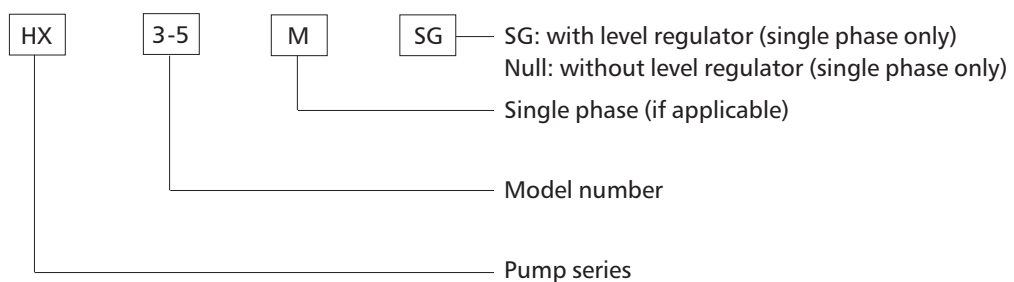 HX 3-5 M SG SG: with level regulator (single phase only)
Null: without level regulator (single phase only)
Single phase (if applicable)
Model number
Pump series